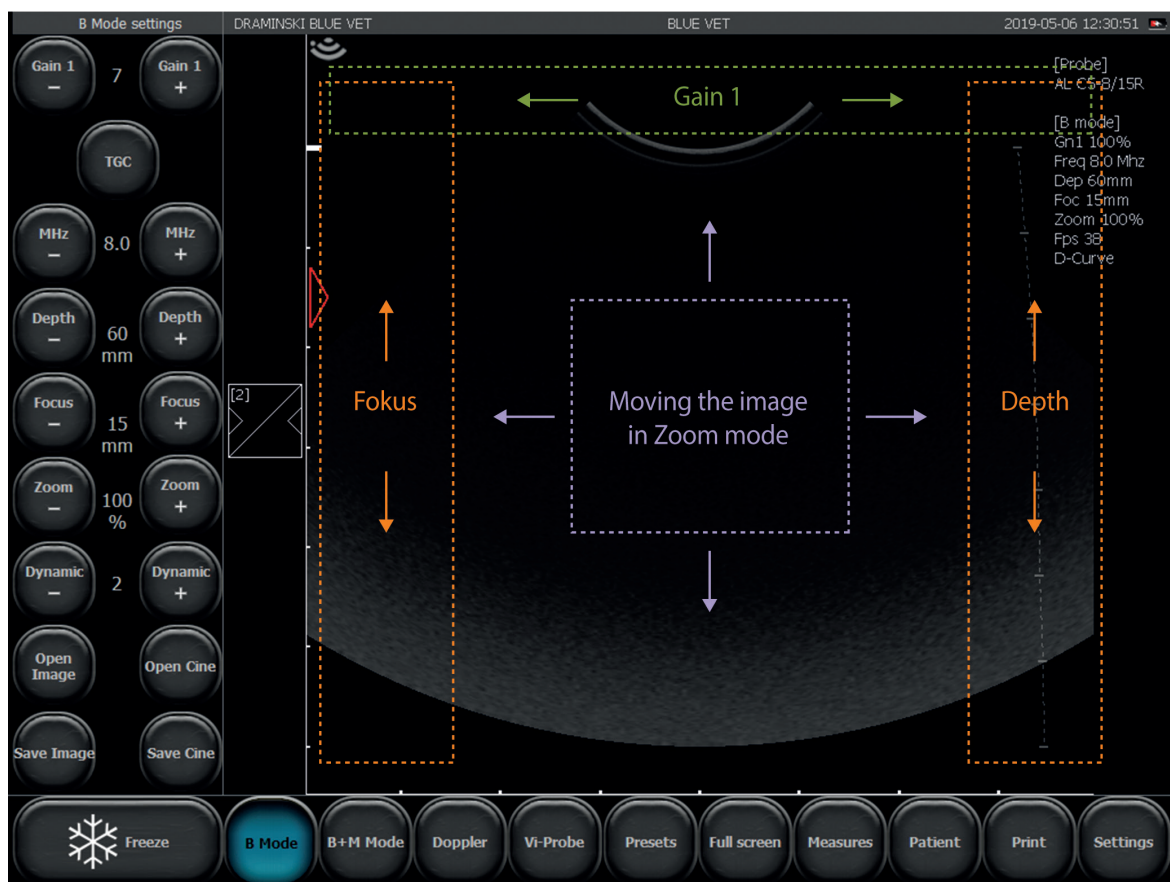 B Mode settings
DRAMINSKI BLUE VET
BLUE VET
2019-05-06 12:30:51
Gain 1
−
7
Gain 1
+
TGC
MHz
−
8.0
MHz
+
Depth
−
60
mm
Depth
+
Focus
−
15
mm
Focus
+
Zoom
−
100
%
Zoom
+
Dynamic
−
2
Dynamic
+
Open
Image
Open Cine
Save Image
Save Cine
[2]
Gain 1
Fokus
Moving the image
in Zoom mode
Depth
[Probe]
AL C5-8/15R
[B mode]
Gn1 100%
Freq 8.0 Mhz
Dep 60mm
Foc 15mm
Zoom 100%
Fps 38
D-Curve
Freeze
B Mode
B+M Mode
Doppler
Vi-Probe
Presets
Full screen
Measures
Patient
Print
Settings